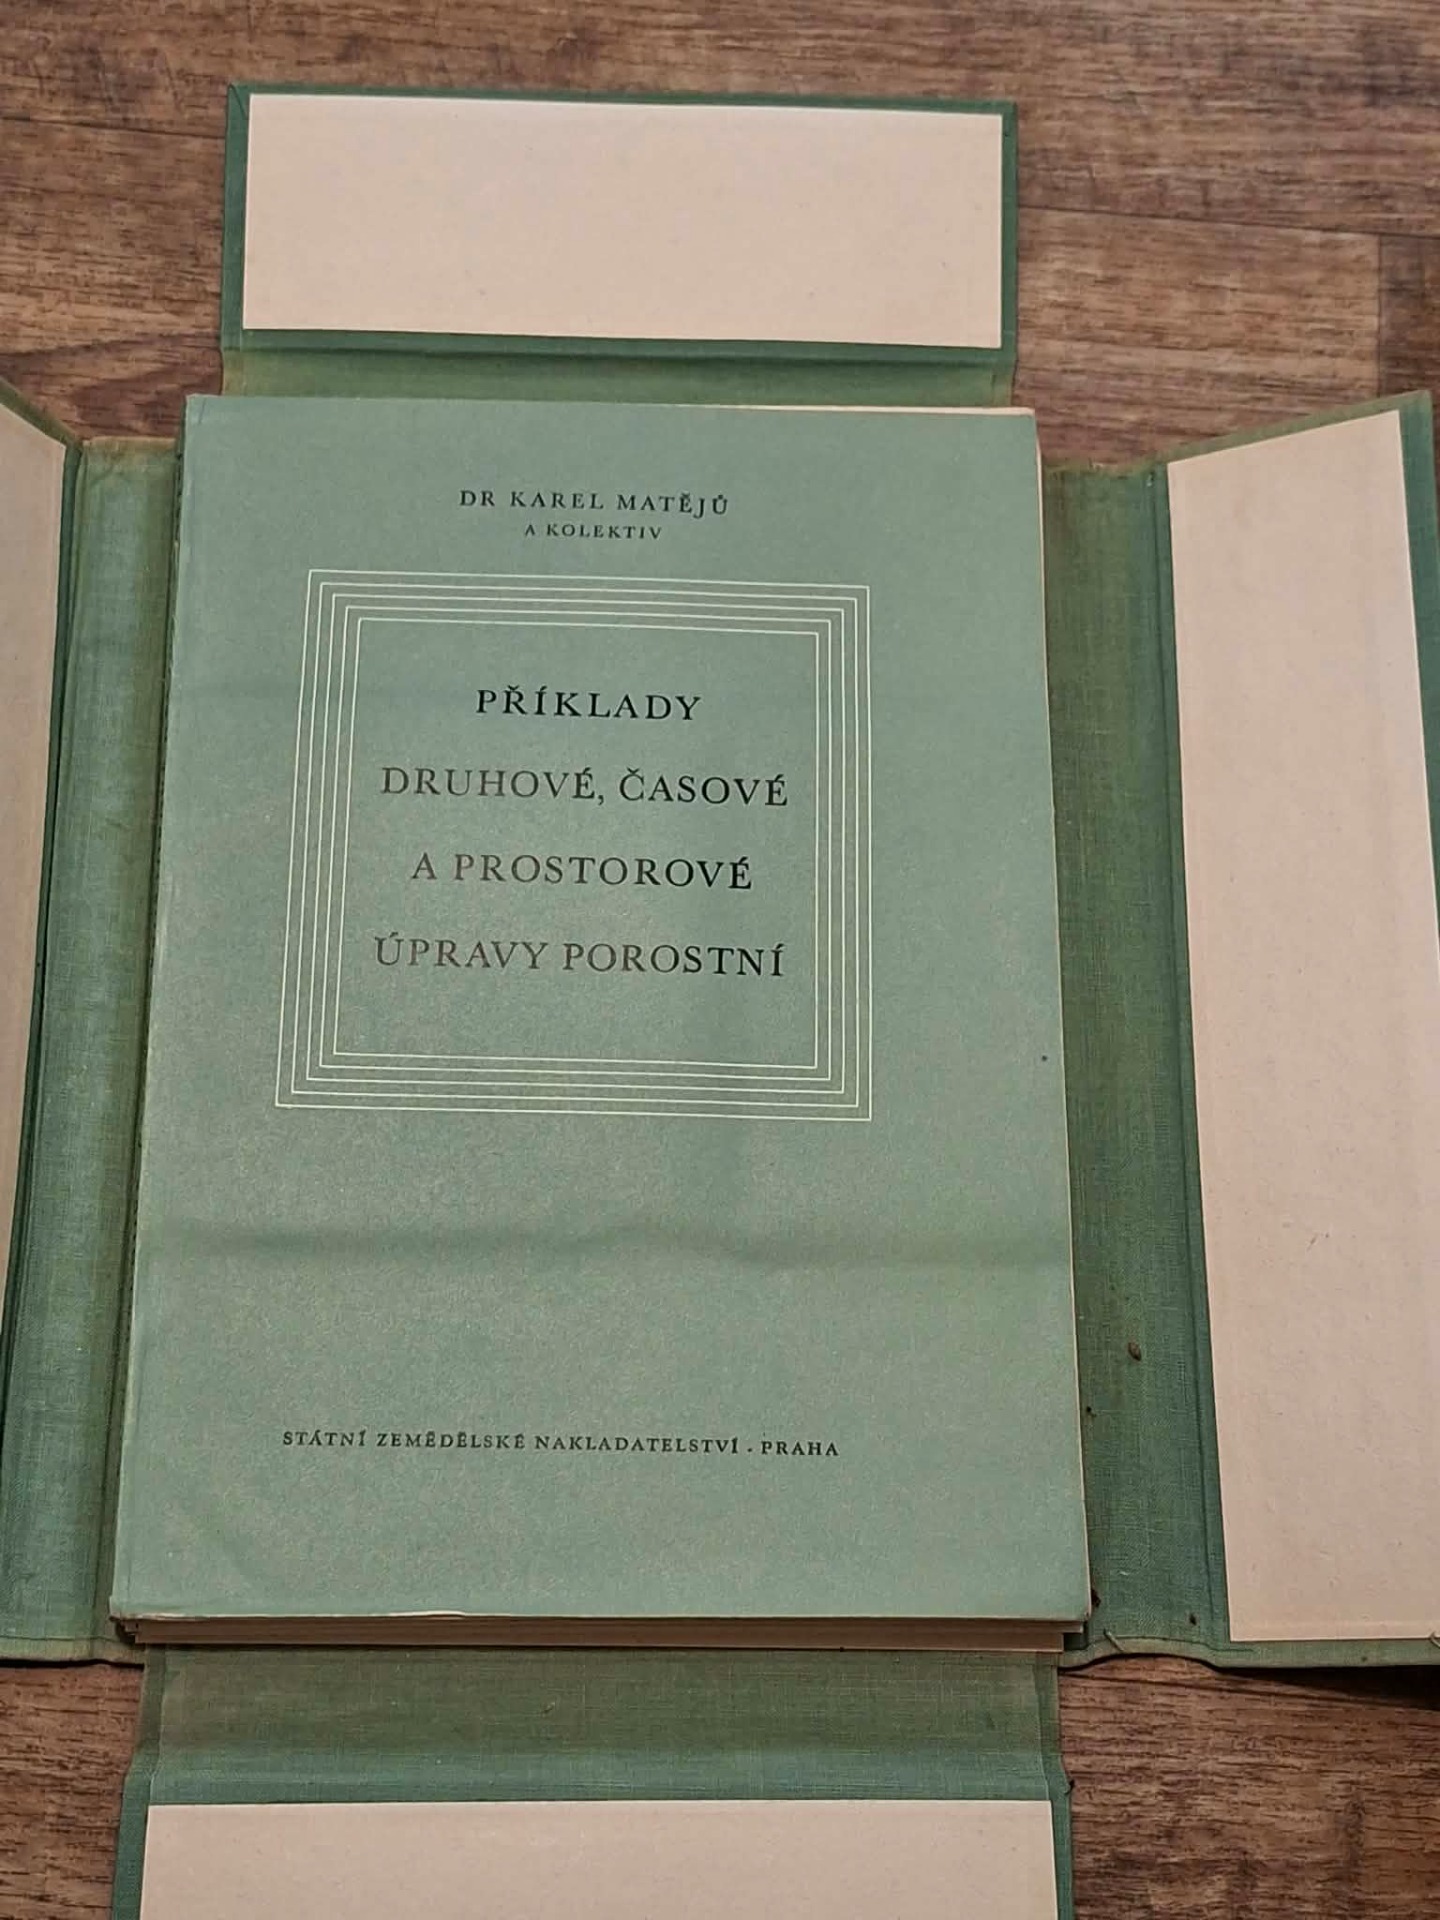 DR KAREL MATĚJŮ
A KOLEKTIV
PŘÍKLADY
DRUHOVÉ, ČASOVÉ
A PROSTOROVÉ
ÚPRAVY POROSTNÍ
STÁTNÍ ZEMĚDĚLSKÉ NAKLADATELSTVÍ . PRAHA